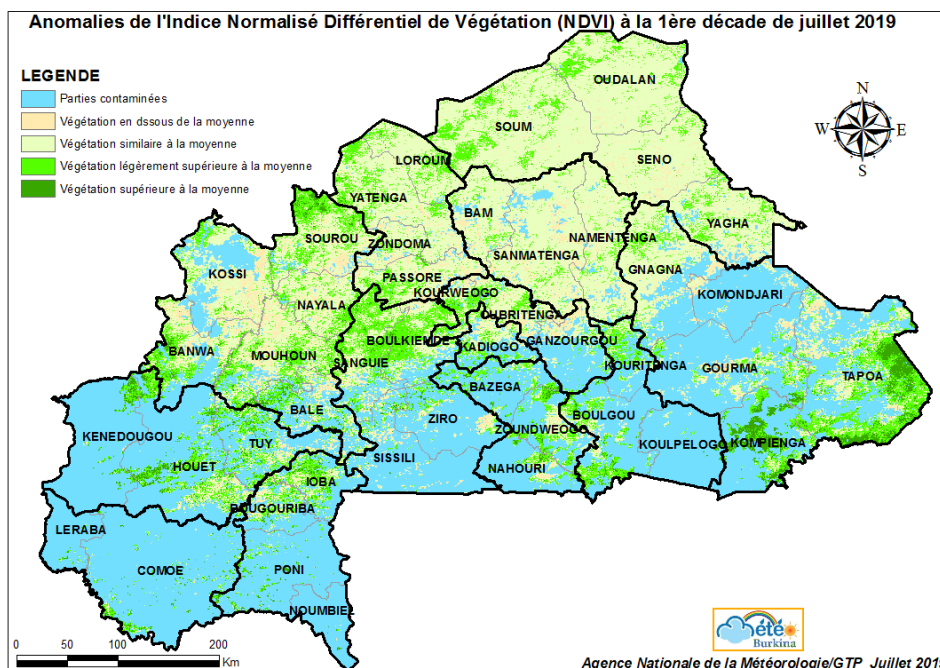 Anomalies de l'Indice Normalisé Différentiel de Végétation (NDVI) à la 1ère décade de juillet 2019
LEGENDE
Parties contaminées
Végétation en dssous de la moyenne
Végétation similaire à la moyenne
Végétation légèrement supérieure à la moyenne
Végétation supérieure à la moyenne
N
W E
S
OUDALAN
SOUM
SENO
LOROUM
YATENGA
BAM
YAGHA
NAMENTENGA
SOUROU
ZONDOMA
SANMATENGA
GNAGNA
KOSSI
PASSORE
KOMONDJARI
KOURWEOGO
NAYALA
OUBRITENGA
BOULKIEMDE
KADIOGO
GANZOURGOU
BANWA
MOUHOUN
SANGUIE
KOURITENGA
GOURMA
TAPOA
BAZEGA
BALE
ZIRO
BOULGOU
KENEDOUGOU
TUY
ZOUNDWEOGO
KOULPELOGO
KOMPIENGA
HOUET
SISSILI
NAHOURI
IOBA
BOUGOURIBA
LERABA
COMOE
PONI
NOUMBIEL
0 50 100 200
Km
Météo
Burkina
Agence Nationale de la Météorologie/GTP Juillet 201